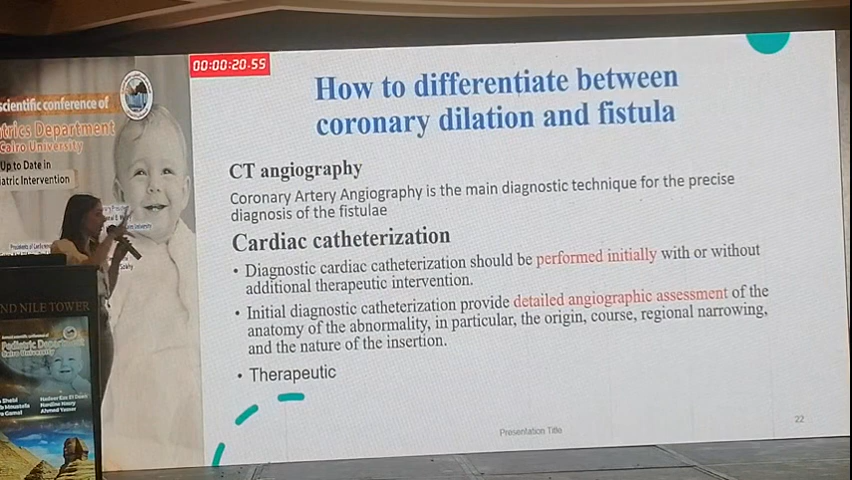 00:00:20.55
How to differentiate between
coronary dilation and fistula
CT angiography
Coronary Artery Angiography is the main diagnostic technique for the precise
diagnosis of the fistulae
Cardiac catheterization
• Diagnostic cardiac catheterization should be performed initially with or without
additional therapeutic intervention.
• Initial diagnostic catheterization provide detailed angiographic assessment of the
anatomy of the abnormality, in particular, the origin, course, regional narrowing,
and the nature of the insertion.
• Therapeutic
Presentation Title
22
scientific conference of
Pediatrics Department
Cairo University
Up to Date in
iatric Intervention
ND NILE TOWER
Pediatric